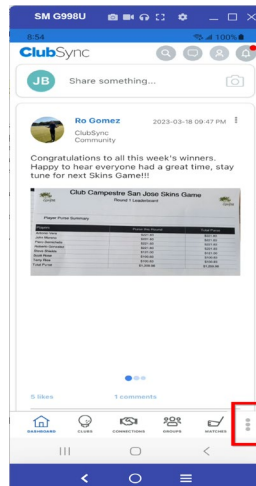 SM G998U
8:54
100%
ClubSync
JB
Share something...
Ro Gomez
2023-03-18 09:47 PM
ClubSync
Community
Congratulations to all this week's winners.
Happy to hear everyone had a great time, stay
tune for next Skins Game!!!
Club Campestre San Jose Skins Game
Round 1 Leaderboard
Player Purse Summary
5 likes
1 comments
DASHBOARD
CLUBS
CONNECTIONS
GROUPS
MATCHES